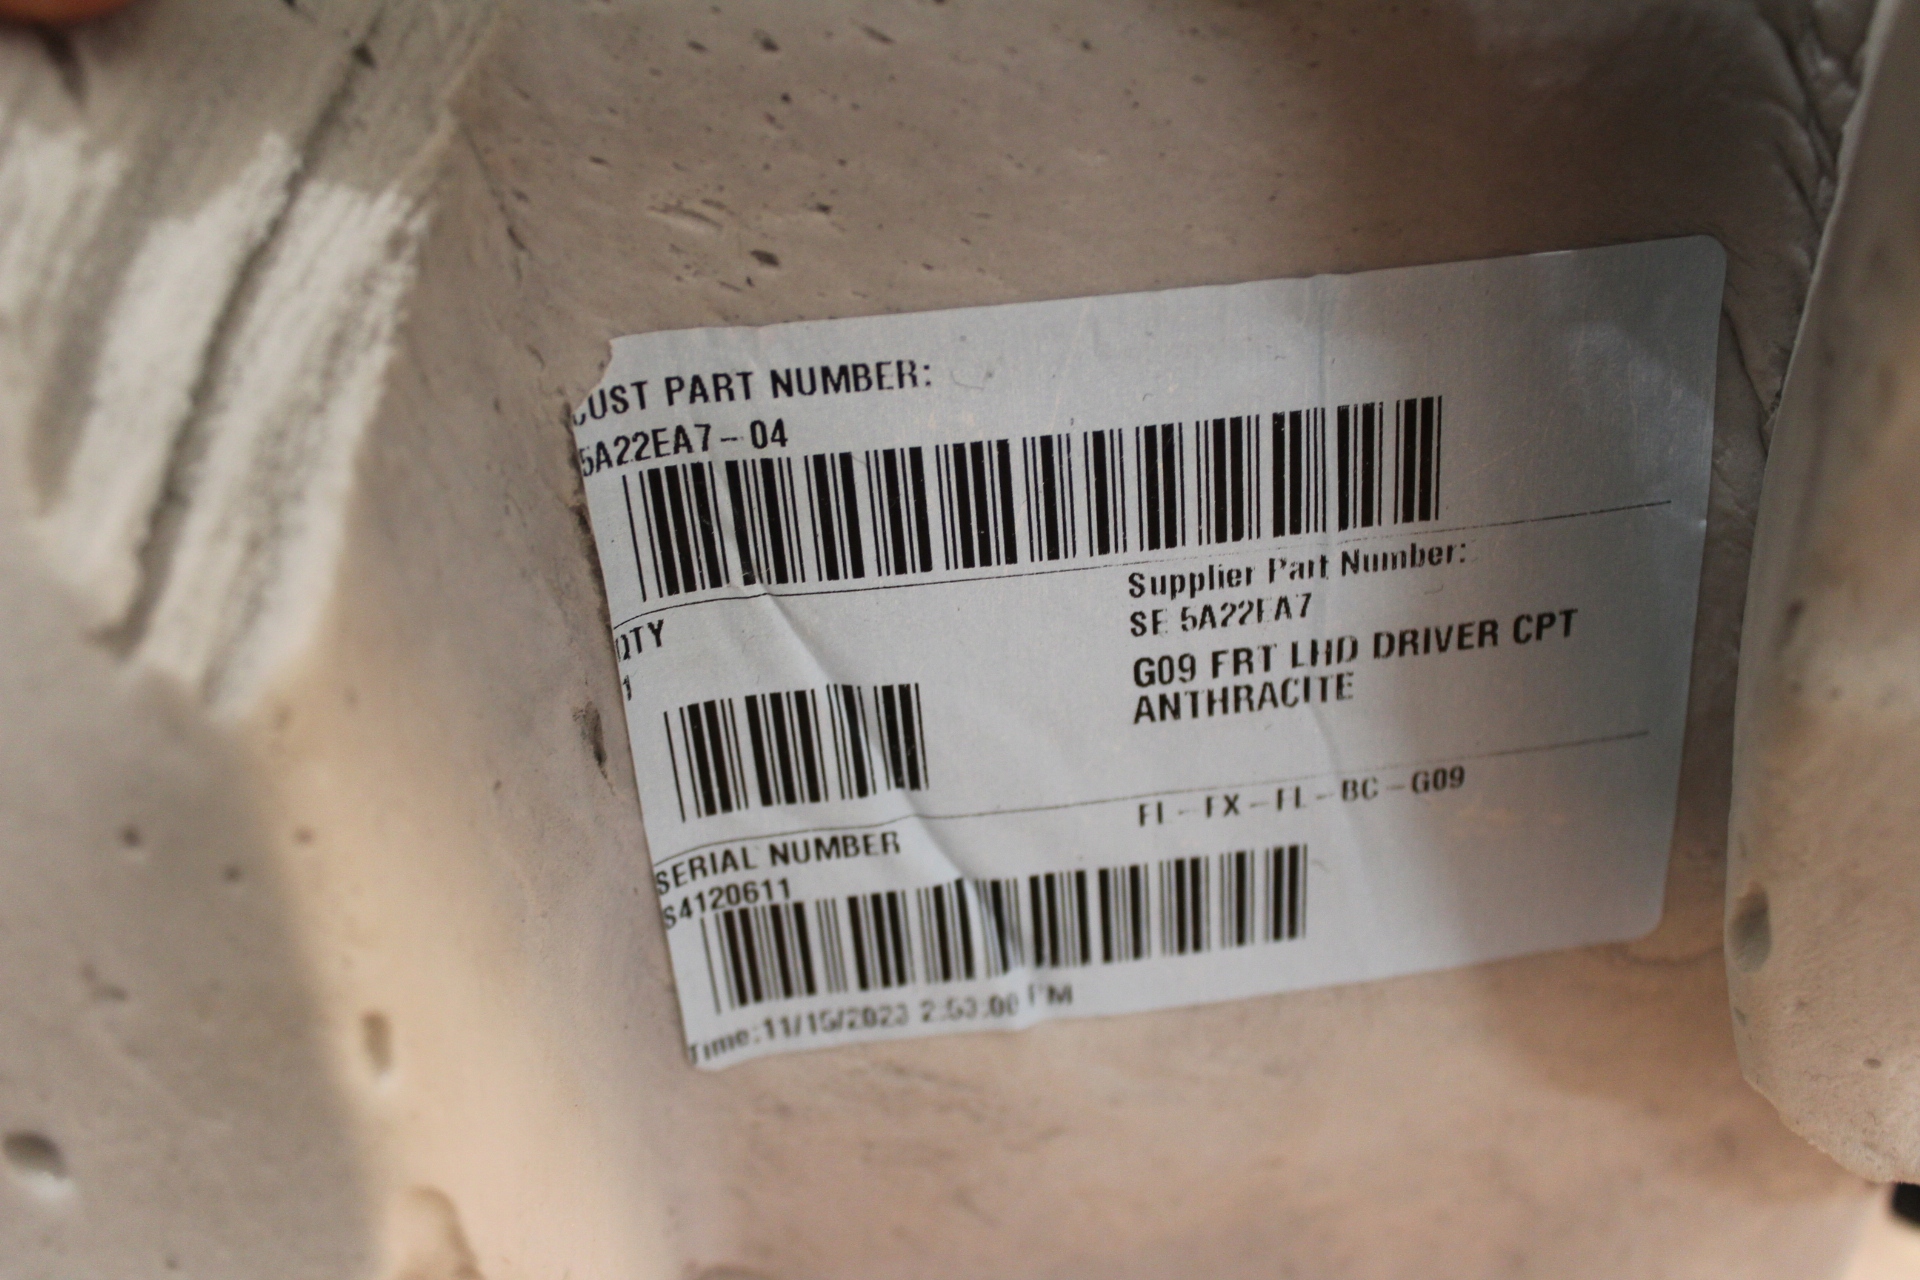 CUST PART NUMBER:
5A22EA7-04
QTY
1
Supplier Part Number:
SE 5A22EA7
G09 FRT LHD DRIVER CPT
ANTHRACITE
FI-FX-FL-BC-G09
SERIAL NUMBER
S4120611
Time:11/15/2023 2:53:00 PM